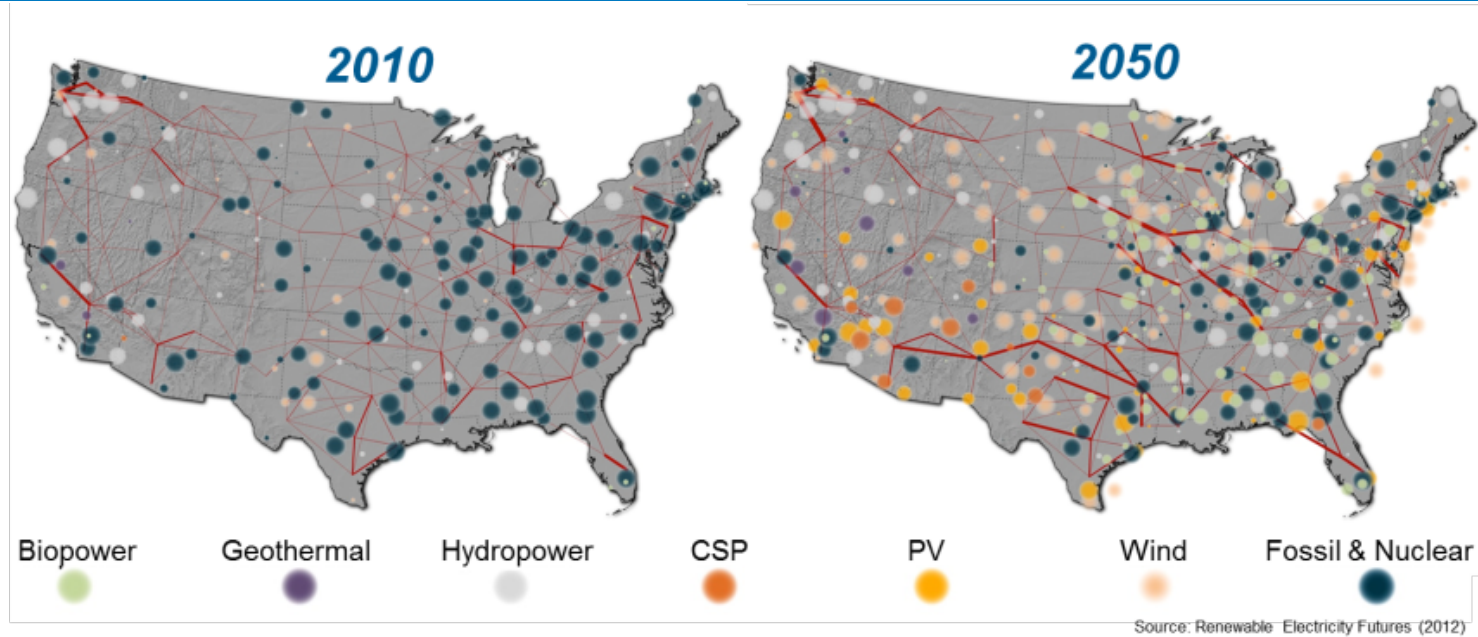 2010
2050
Biopower
Geothermal
Hydropower
CSP
PV
Wind
Fossil & Nuclear
Source: Renewable Electricity Futures (2012)